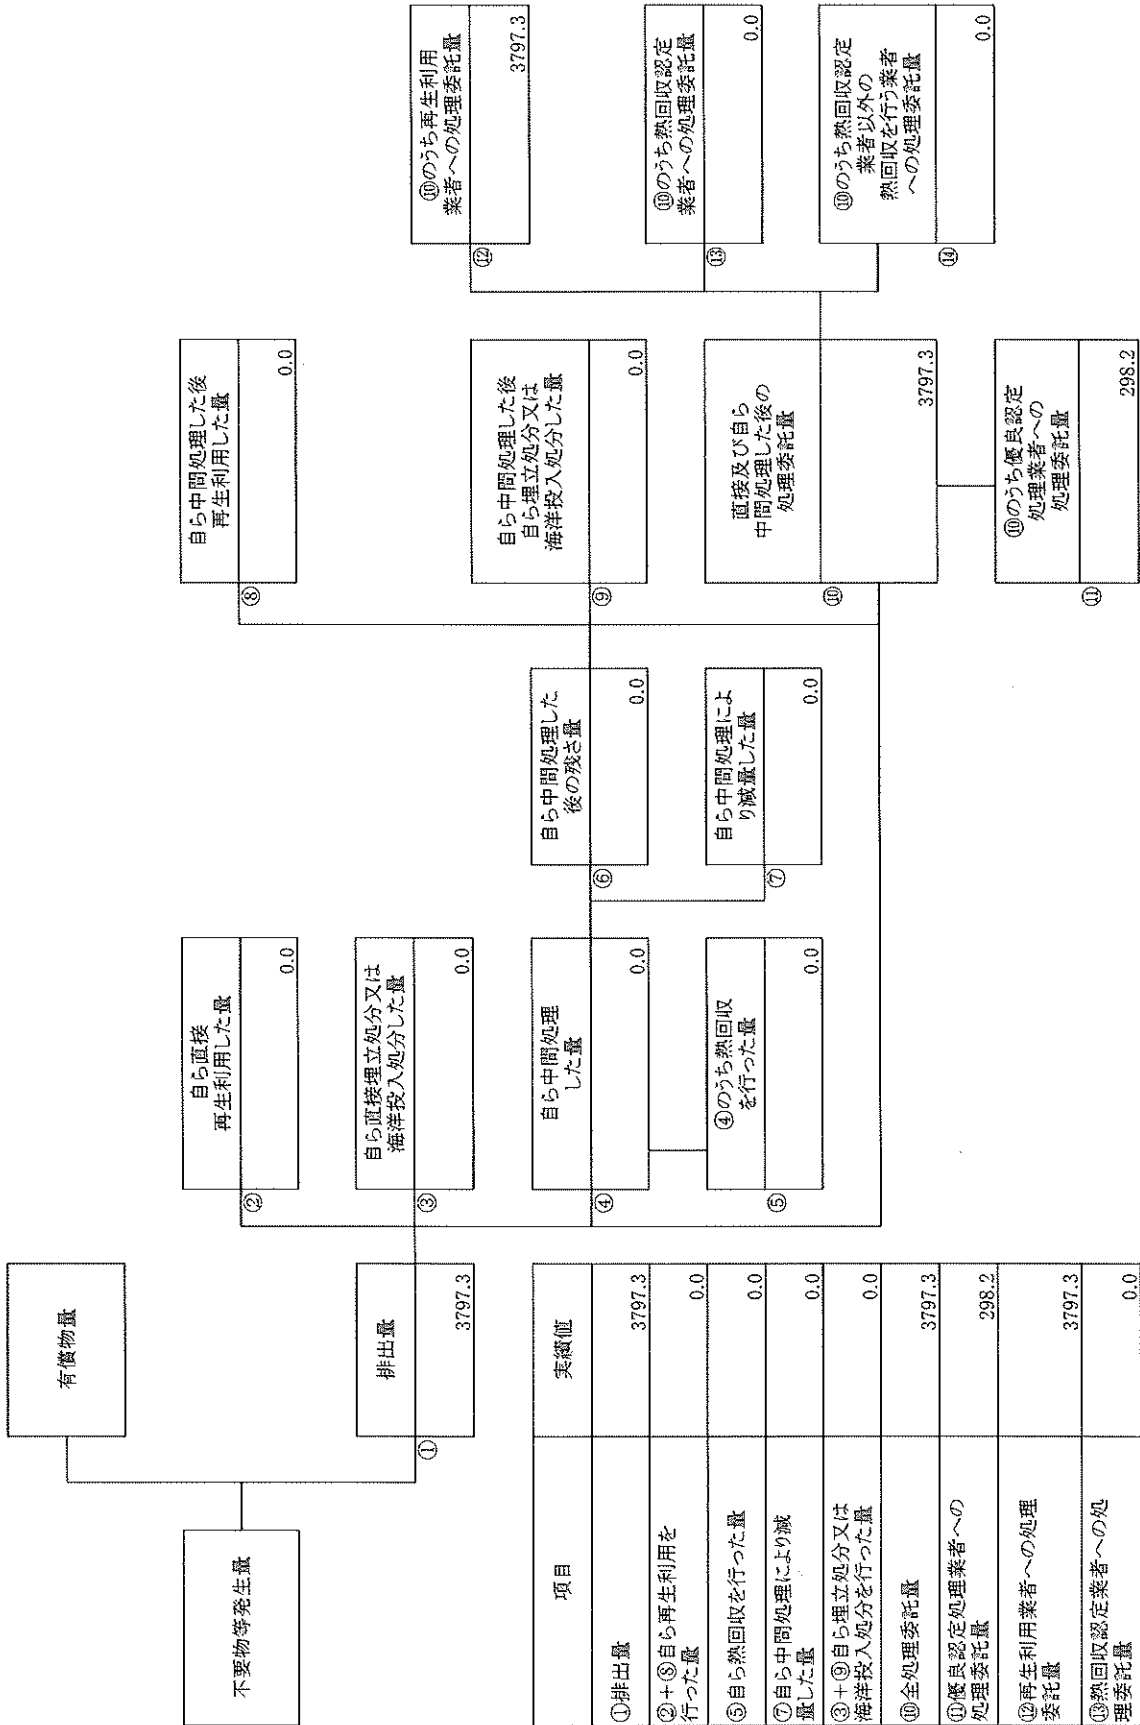 不要物等発生量
有償物量
排出量
①
3797.3
自ら直接
再生利用した量
②
0.0
自ら直接埋立処分又は
海洋投入処分した量
③
0.0
自ら中間処理
した量
④
0.0
④のうち熱回収
を行った量
⑤
0.0
自ら中間処理した
後の残さ量
⑥
0.0
自ら中間処理によ
り減量した量
⑦
0.0
自ら中間処理した後
再生利用した量
⑧
0.0
自ら中間処理した後
自ら埋立処分又は
海洋投入処分した量
⑨
0.0
直接及び自ら
中間処理した後の
処理委託量
⑩
3797.3
⑩のうち優良認定
処理業者への
処理委託量
⑪
298.2
⑩のうち再生利用
業者への処理委託量
⑫
3797.3
⑩のうち熱回収認定
業者への処理委託量
⑬
0.0
⑩のうち熱回収認定
業者以外の
熱回収を行う業者
への処理委託量
⑭
0.0
項目 実績値
①排出量 3797.3
②+⑧自ら再生利用を
行った量 0.0
⑤自ら熱回収を行った量 0.0
⑦自ら中間処理により減
量した量 0.0
③+⑨自ら埋立処分又は
海洋投入処分を行った量 0.0
⑩全処理委託量 3797.3
⑪優良認定処理業者への
処理委託量 298.2
⑫再生利用業者への処理
委託量 3797.3
⑬熱回収認定業者への処
理委託量 0.0